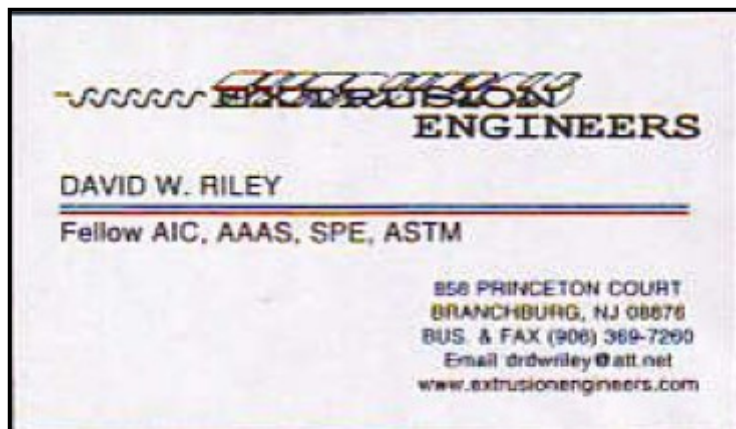 EXTRUSION
ENGINEERS
DAVID W. RILEY
Fellow AIC, AAAS, SPE, ASTM
PRINCETON COURT
BRANCHBURG, NJ 08876
BUS. & FAX (908) 369-7260
Email drdwriley@att.net
www.extrusionengineers.com